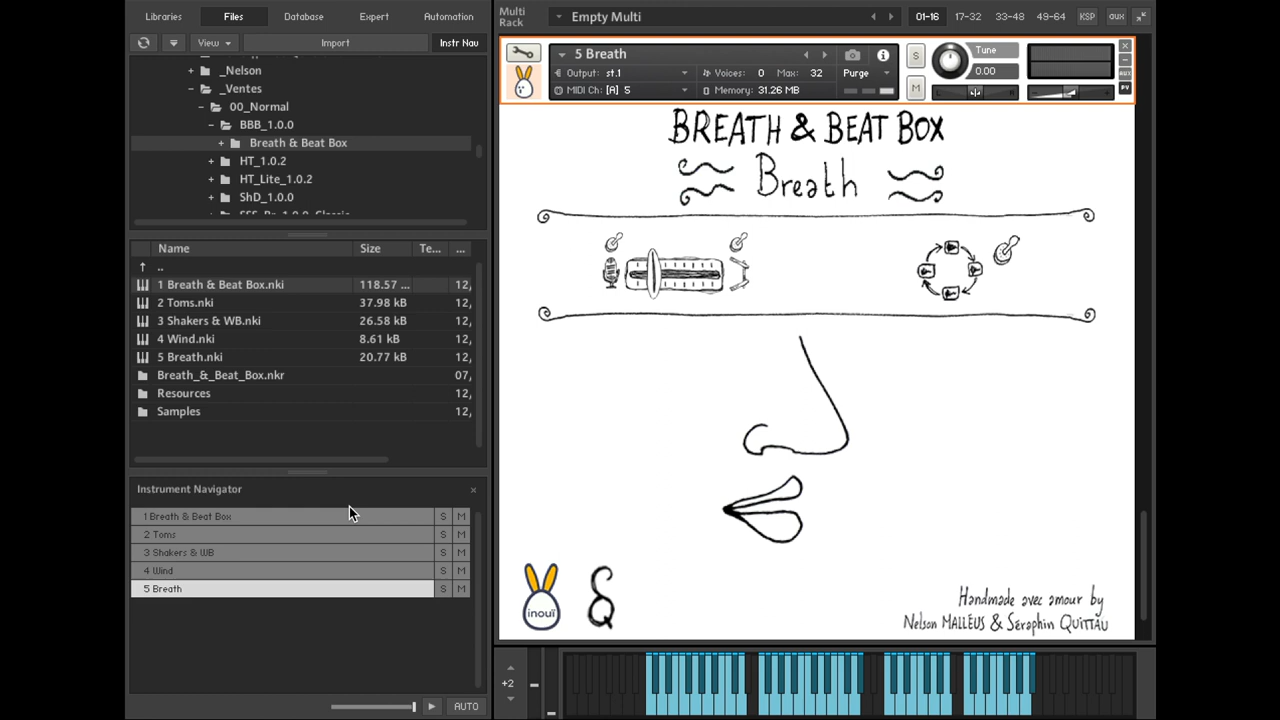 Libraries Files Database Expert Automation
View Import Instr Nav
_Nelson
_Ventes
00_Normal
BBB_1.0.0
Breath & Beat Box
HT_1.0.2
HT_Lite_1.0.2
ShD_1.0.0
Name Size Te... ...
..
1 Breath & Beat Box.nki 118.57 ... 12,
2 Toms.nki 37.98 kB 12,
3 Shakers & WB.nki 26.58 kB 12,
4 Wind.nki 8.61 kB 12,
5 Breath.nki 20.77 kB 12,
Breath_&_Beat_Box.nkr 07,
Resources 12,
Samples 12,
Instrument Navigator ×
1 Breath & Beat Box S M
2 Toms S M
3 Shakers & WB S M
4 Wind S M
5 Breath S M
AUTO
Multi
Rack
Empty Multi 01-16 17-32 33-48 49-64 KSP aux
5 Breath S Tune
Output: st.1 Voices: 0 Max: 32 Purge 0.00
MIDI Ch: [A] 5 Memory: 31.26 MB M L R - + AUX PV
BREATH & BEAT BOX
Breath
inouï
Handmade avec amour by
Nelson MALLEUS & Séraphin QUITTAU
+2